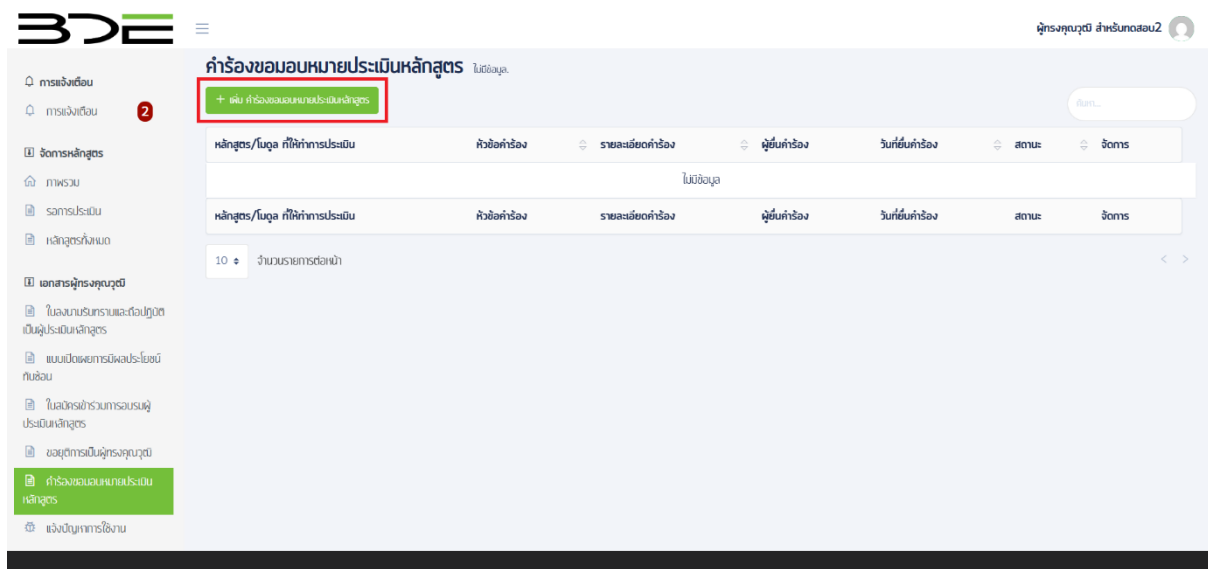 BDE
ผู้ทรงคุณวุฒิ สำหรับทดสอบ2
คำร้องขอมอบหมายประเมินหลักสูตร ไม่มีข้อมูล.
+ เพิ่ม คำร้องขอมอบหมายประเมินหลักสูตร
ค้นหา...
การแจ้งเตือน
การแจ้งเตือน 2
จัดการหลักสูตร
ภาพรวม
รอการประเมิน
หลักสูตรทั้งหมด
เอกสารผู้ทรงคุณวุฒิ
ใบลงนามรับทราบและถือปฏิบัติ
เป็นผู้ประเมินหลักสูตร
แบบเปิดเผยการมีผลประโยชน์
ทับซ้อน
ใบสมัครเข้าร่วมการอบรมผู้
ประเมินหลักสูตร
ขอยุติการเป็นผู้ทรงคุณวุฒิ
คำร้องขอมอบหมายประเมิน
หลักสูตร
แจ้งปัญหาการใช้งาน
หลักสูตร/โมดูล ที่ให้ทำการประเมิน หัวข้อคำร้อง รายละเอียดคำร้อง ผู้ยื่นคำร้อง วันที่ยื่นคำร้อง สถานะ จัดการ
ไม่มีข้อมูล
หลักสูตร/โมดูล ที่ให้ทำการประเมิน หัวข้อคำร้อง รายละเอียดคำร้อง ผู้ยื่นคำร้อง วันที่ยื่นคำร้อง สถานะ จัดการ
10 จำนวนรายการต่อหน้า